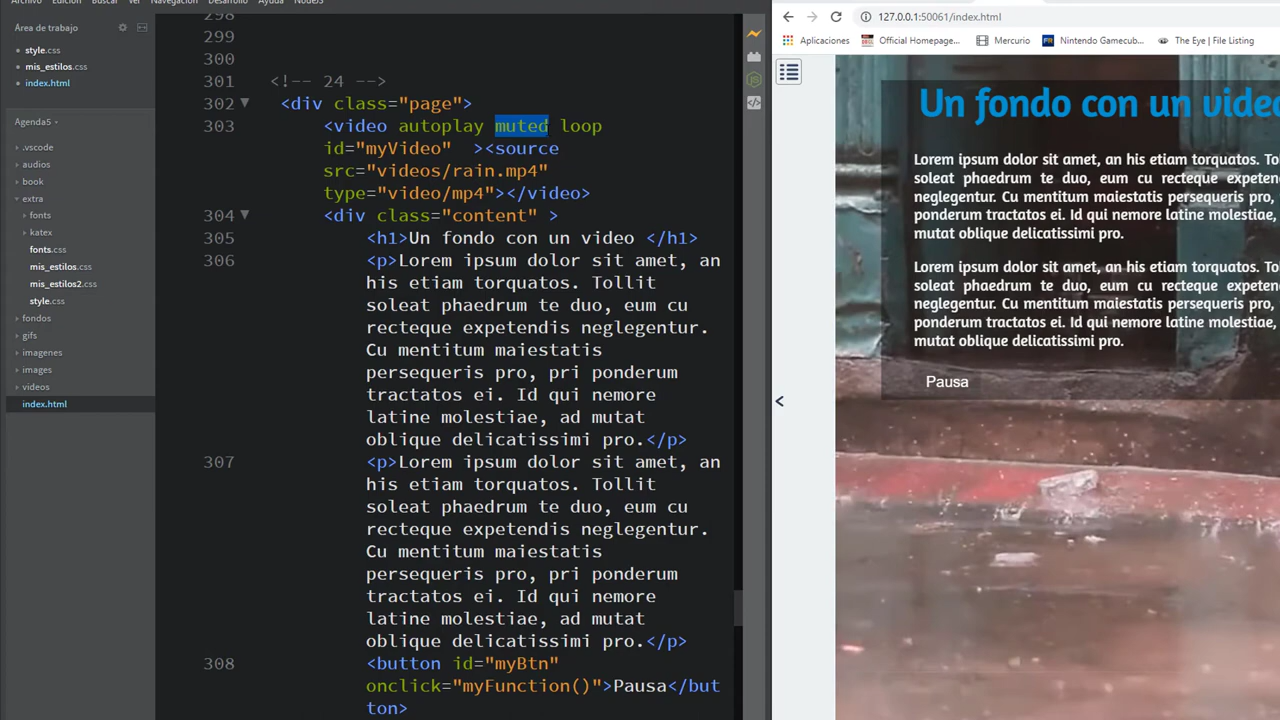 Archivo Edición Buscar Ver Navegación Desarrollo Ayuda NodeJS
Área de trabajo
style.css
mis_estilos.css
index.html
Agenda5
.vscode
audios
book
extra
fonts
katex
fonts.css
mis_estilos.css
mis_estilos2.css
style.css
fondos
gifs
imagenes
images
videos
index.html
298
299
300
301 <!-- 24 -->
302 <div class="page">
303 <video autoplay muted loop
id="myVideo" ><source
src="videos/rain.mp4"
type="video/mp4"></video>
304 <div class="content" >
305 <h1>Un fondo con un video </h1>
306 <p>Lorem ipsum dolor sit amet, an
his etiam torquatos. Tollit
soleat phaedrum te duo, eum cu
recteque expetendis neglegentur.
Cu mentitum maiestatis
persequeris pro, pri ponderum
tractatos ei. Id qui nemore
latine molestiae, ad mutat
oblique delicatissimi pro.</p>
307 <p>Lorem ipsum dolor sit amet, an
his etiam torquatos. Tollit
soleat phaedrum te duo, eum cu
recteque expetendis neglegentur.
Cu mentitum maiestatis
persequeris pro, pri ponderum
tractatos ei. Id qui nemore
latine molestiae, ad mutat
oblique delicatissimi pro.</p>
308 <button id="myBtn"
onclick="myFunction()">Pausa</but
ton>
127.0.0.1:50061/index.html
Aplicaciones Official Homepage... Mercurio Nintendo Gamecub... The Eye | File Listing
Un fondo con un video
Lorem ipsum dolor sit amet, an his etiam torquatos. To
soleat phaedrum te duo, eum cu recteque expeten
neglegentur. Cu mentitum maiestatis persequeris pro,
ponderum tractatos ei. Id qui nemore latine molestiae,
mutat oblique delicatissimi pro.
Lorem ipsum dolor sit amet, an his etiam torquatos. To
soleat phaedrum te duo, eum cu recteque expeten
neglegentur. Cu mentitum maiestatis persequeris pro,
ponderum tractatos ei. Id qui nemore latine molestiae,
mutat oblique delicatissimi pro.
Pausa